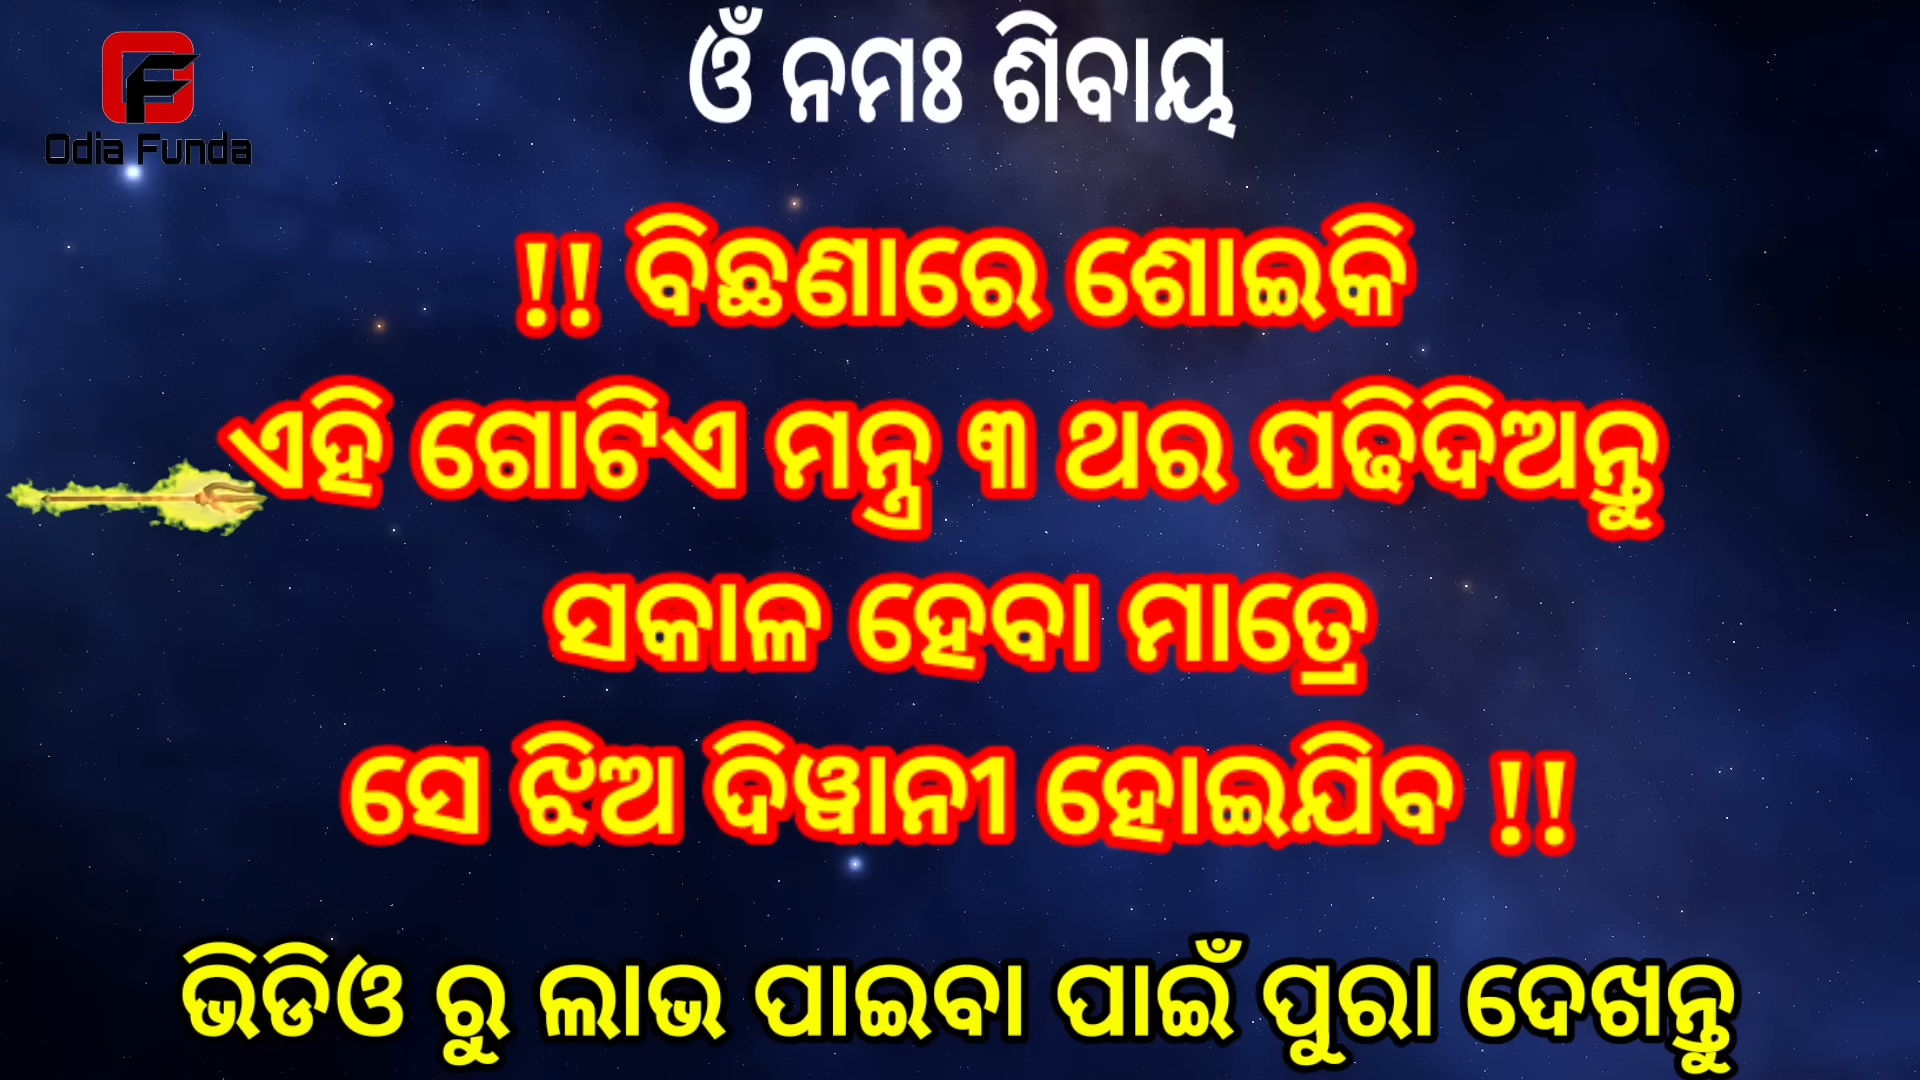 Odia Funda
ଓଁ ନମଃ ଶିବାୟ
!! ବିଛଣାରେ ଶୋଇକି
ଏହି ଗୋଟିଏ ମନ୍ତ୍ର ୩ ଥର ପଢିଦିଅନ୍ତୁ
ସକାଳ ହେବା ମାତ୍ରେ
ସେ ଝିଅ ଦିୱାନୀ ହୋଇଯିବ !!
ଭିଡିଓ ରୁ ଲାଭ ପାଇବା ପାଇଁ ପୁରା ଦେଖନ୍ତୁ